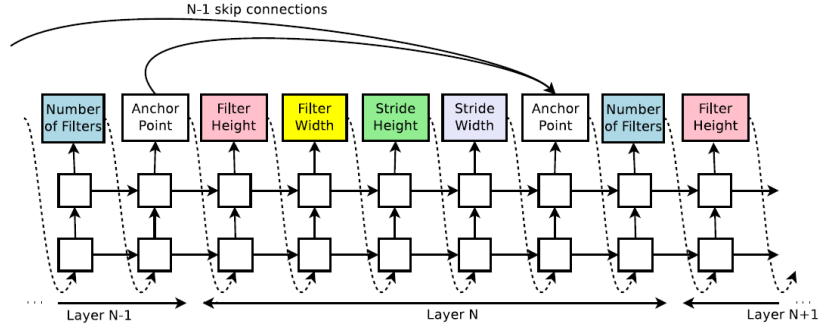 N-1 skip connections
Number
of Filters
Anchor
Point
Filter
Height
Filter
Width
Stride
Height
Stride
Width
Anchor
Point
Number
of Filters
Filter
Height
...
Layer N-1
Layer N
Layer N+1
...